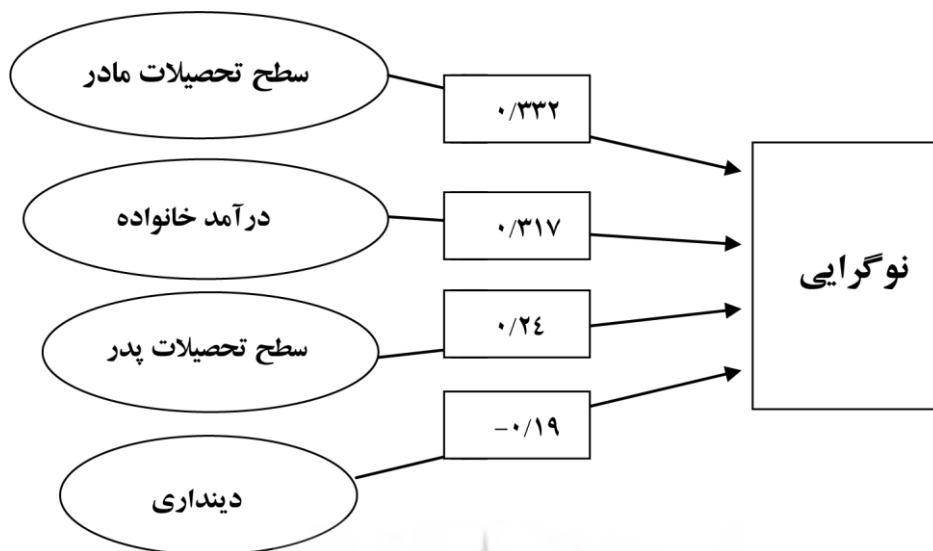 سطح تحصیلات مادر
۰/۳۳۲
درآمد خانواده
۰/۳۱۷
نوگرایی
سطح تحصیلات پدر
۰/۲٤
دینداری
–۰/۱۹